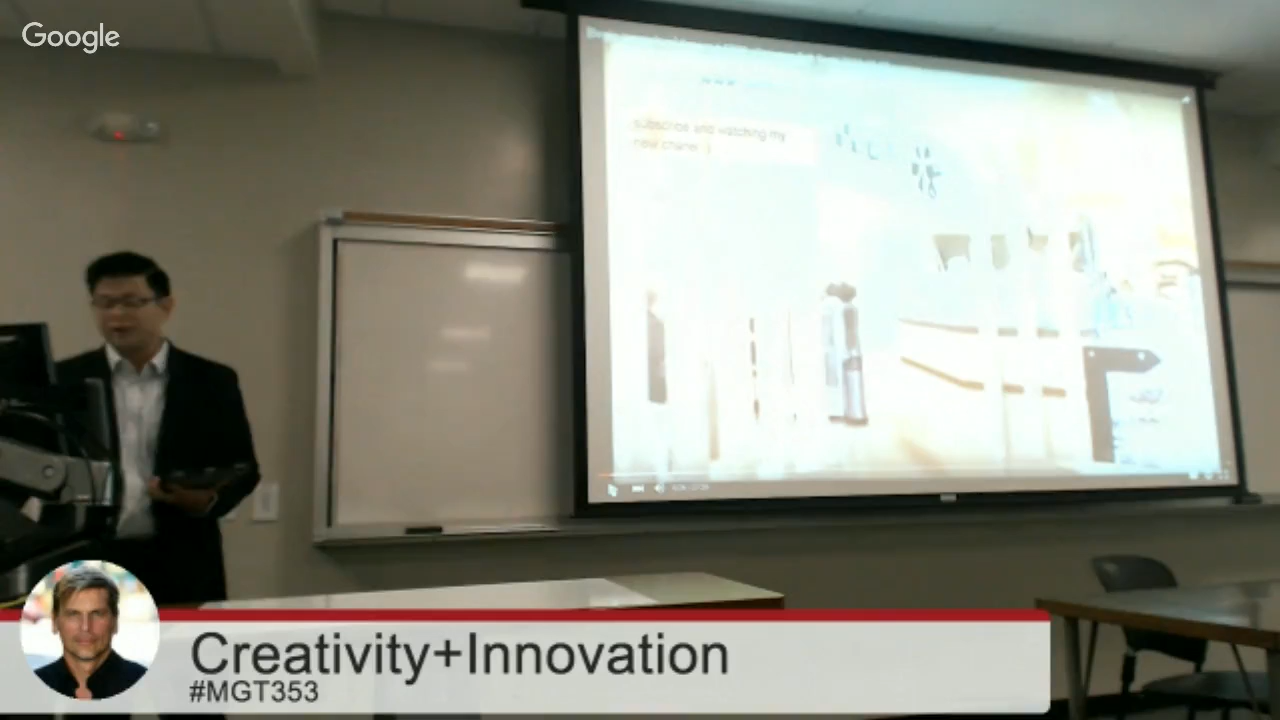 Google
subscribe and watching my
new chanel :)
Creativity+Innovation
#MGT353